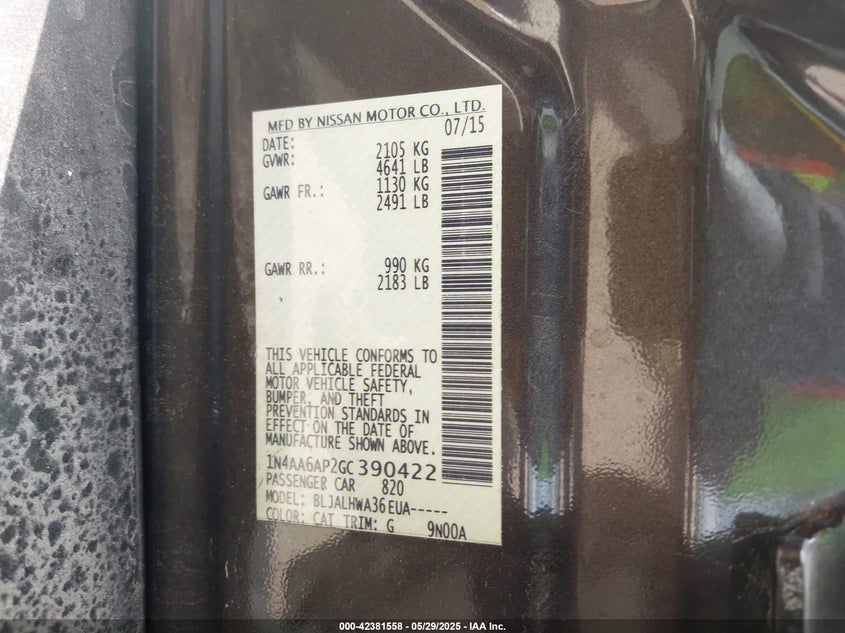 MFD BY NISSAN MOTOR CO., LTD.
DATE: 07/15
GVWR: 2105 KG
4641 LB
GAWR FR.: 1130 KG
2491 LB
GAWR RR.: 990 KG
2183 LB
THIS VEHICLE CONFORMS TO
ALL APPLICABLE FEDERAL
MOTOR VEHICLE SAFETY,
BUMPER, AND THEFT
PREVENTION STANDARDS IN
EFFECT ON THE DATE OF
MANUFACTURE SHOWN ABOVE.
1N4AA6AP2GC390422
PASSENGER CAR 820
MODEL: BLJALHWA36EUA-----
COLOR: CAT TRIM: G 9N00A
000-42381558 - 05/29/2025 - IAA Inc.